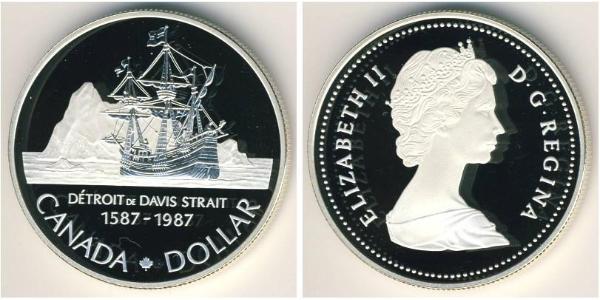 DÉTROIT DE DAVIS STRAIT
1587-1987
CANADA DOLLAR
ELIZABETH II D.G. REGINA